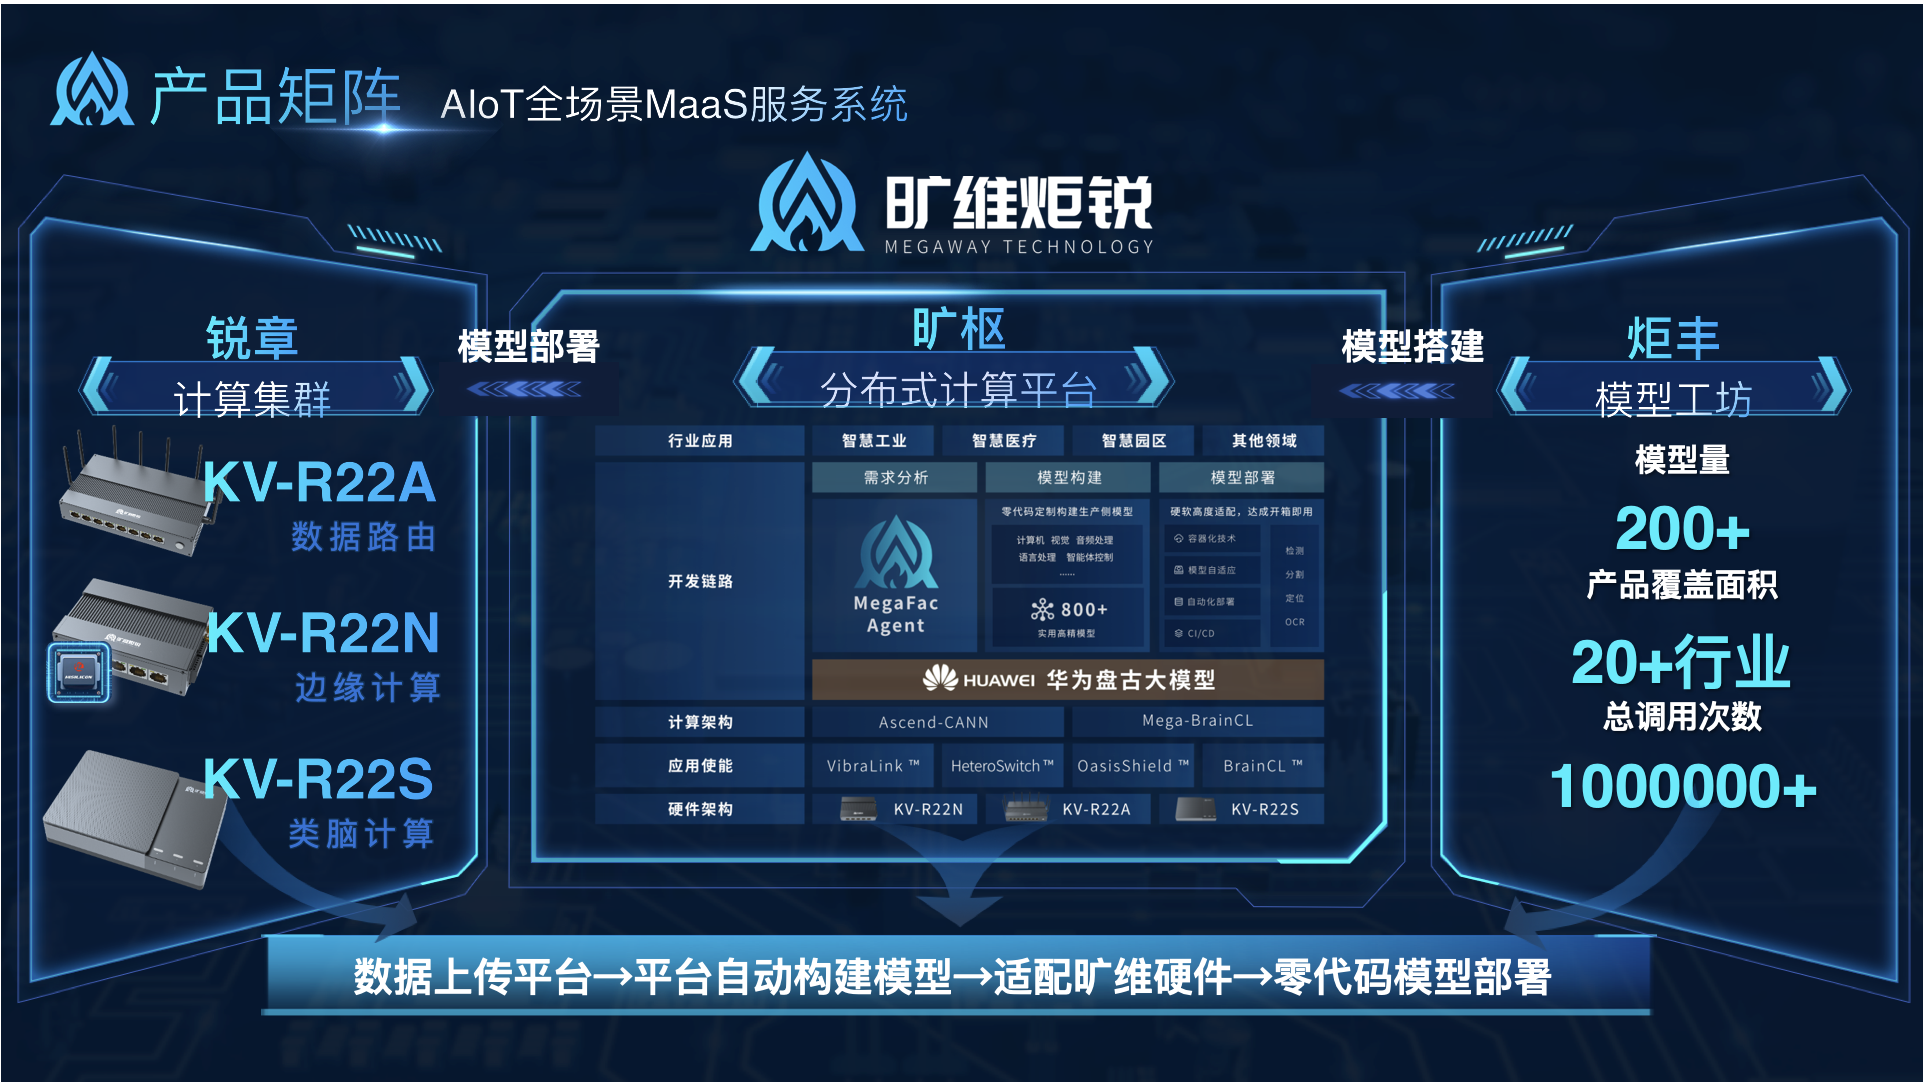 产品矩阵
AIoT全场景MaaS服务系统
旷维炬锐
MEGAWAY TECHNOLOGY
锐章
计算集群
KV-R22A
数据路由
KV-R22N
边缘计算
KV-R22S
类脑计算
模型部署
旷枢
分布式计算平台
行业应用
智慧工业
智慧医疗
智慧园区
其他领域
开发链路
需求分析
模型构建
模型部署
MegaFac
Agent
零代码定制构建生产侧模型
计算机 视觉 音频处理
语言处理 智能体控制
......
800+
实用高精模型
硬软高度适配，达成开箱即用
容器化技术
模型自适应
自动化部署
CI/CD
检测
分割
定位
OCR
HUAWEI 华为盘古大模型
计算架构
Ascend-CANN
Mega-BrainCL
应用使能
VibraLink ™
HeteroSwitch™
OasisShield ™
BrainCL ™
硬件架构
KV-R22N
KV-R22A
KV-R22S
模型搭建
炬丰
模型工坊
模型量
200+
产品覆盖面积
20+行业
总调用次数
1000000+
数据上传平台→平台自动构建模型→适配旷维硬件→零代码模型部署